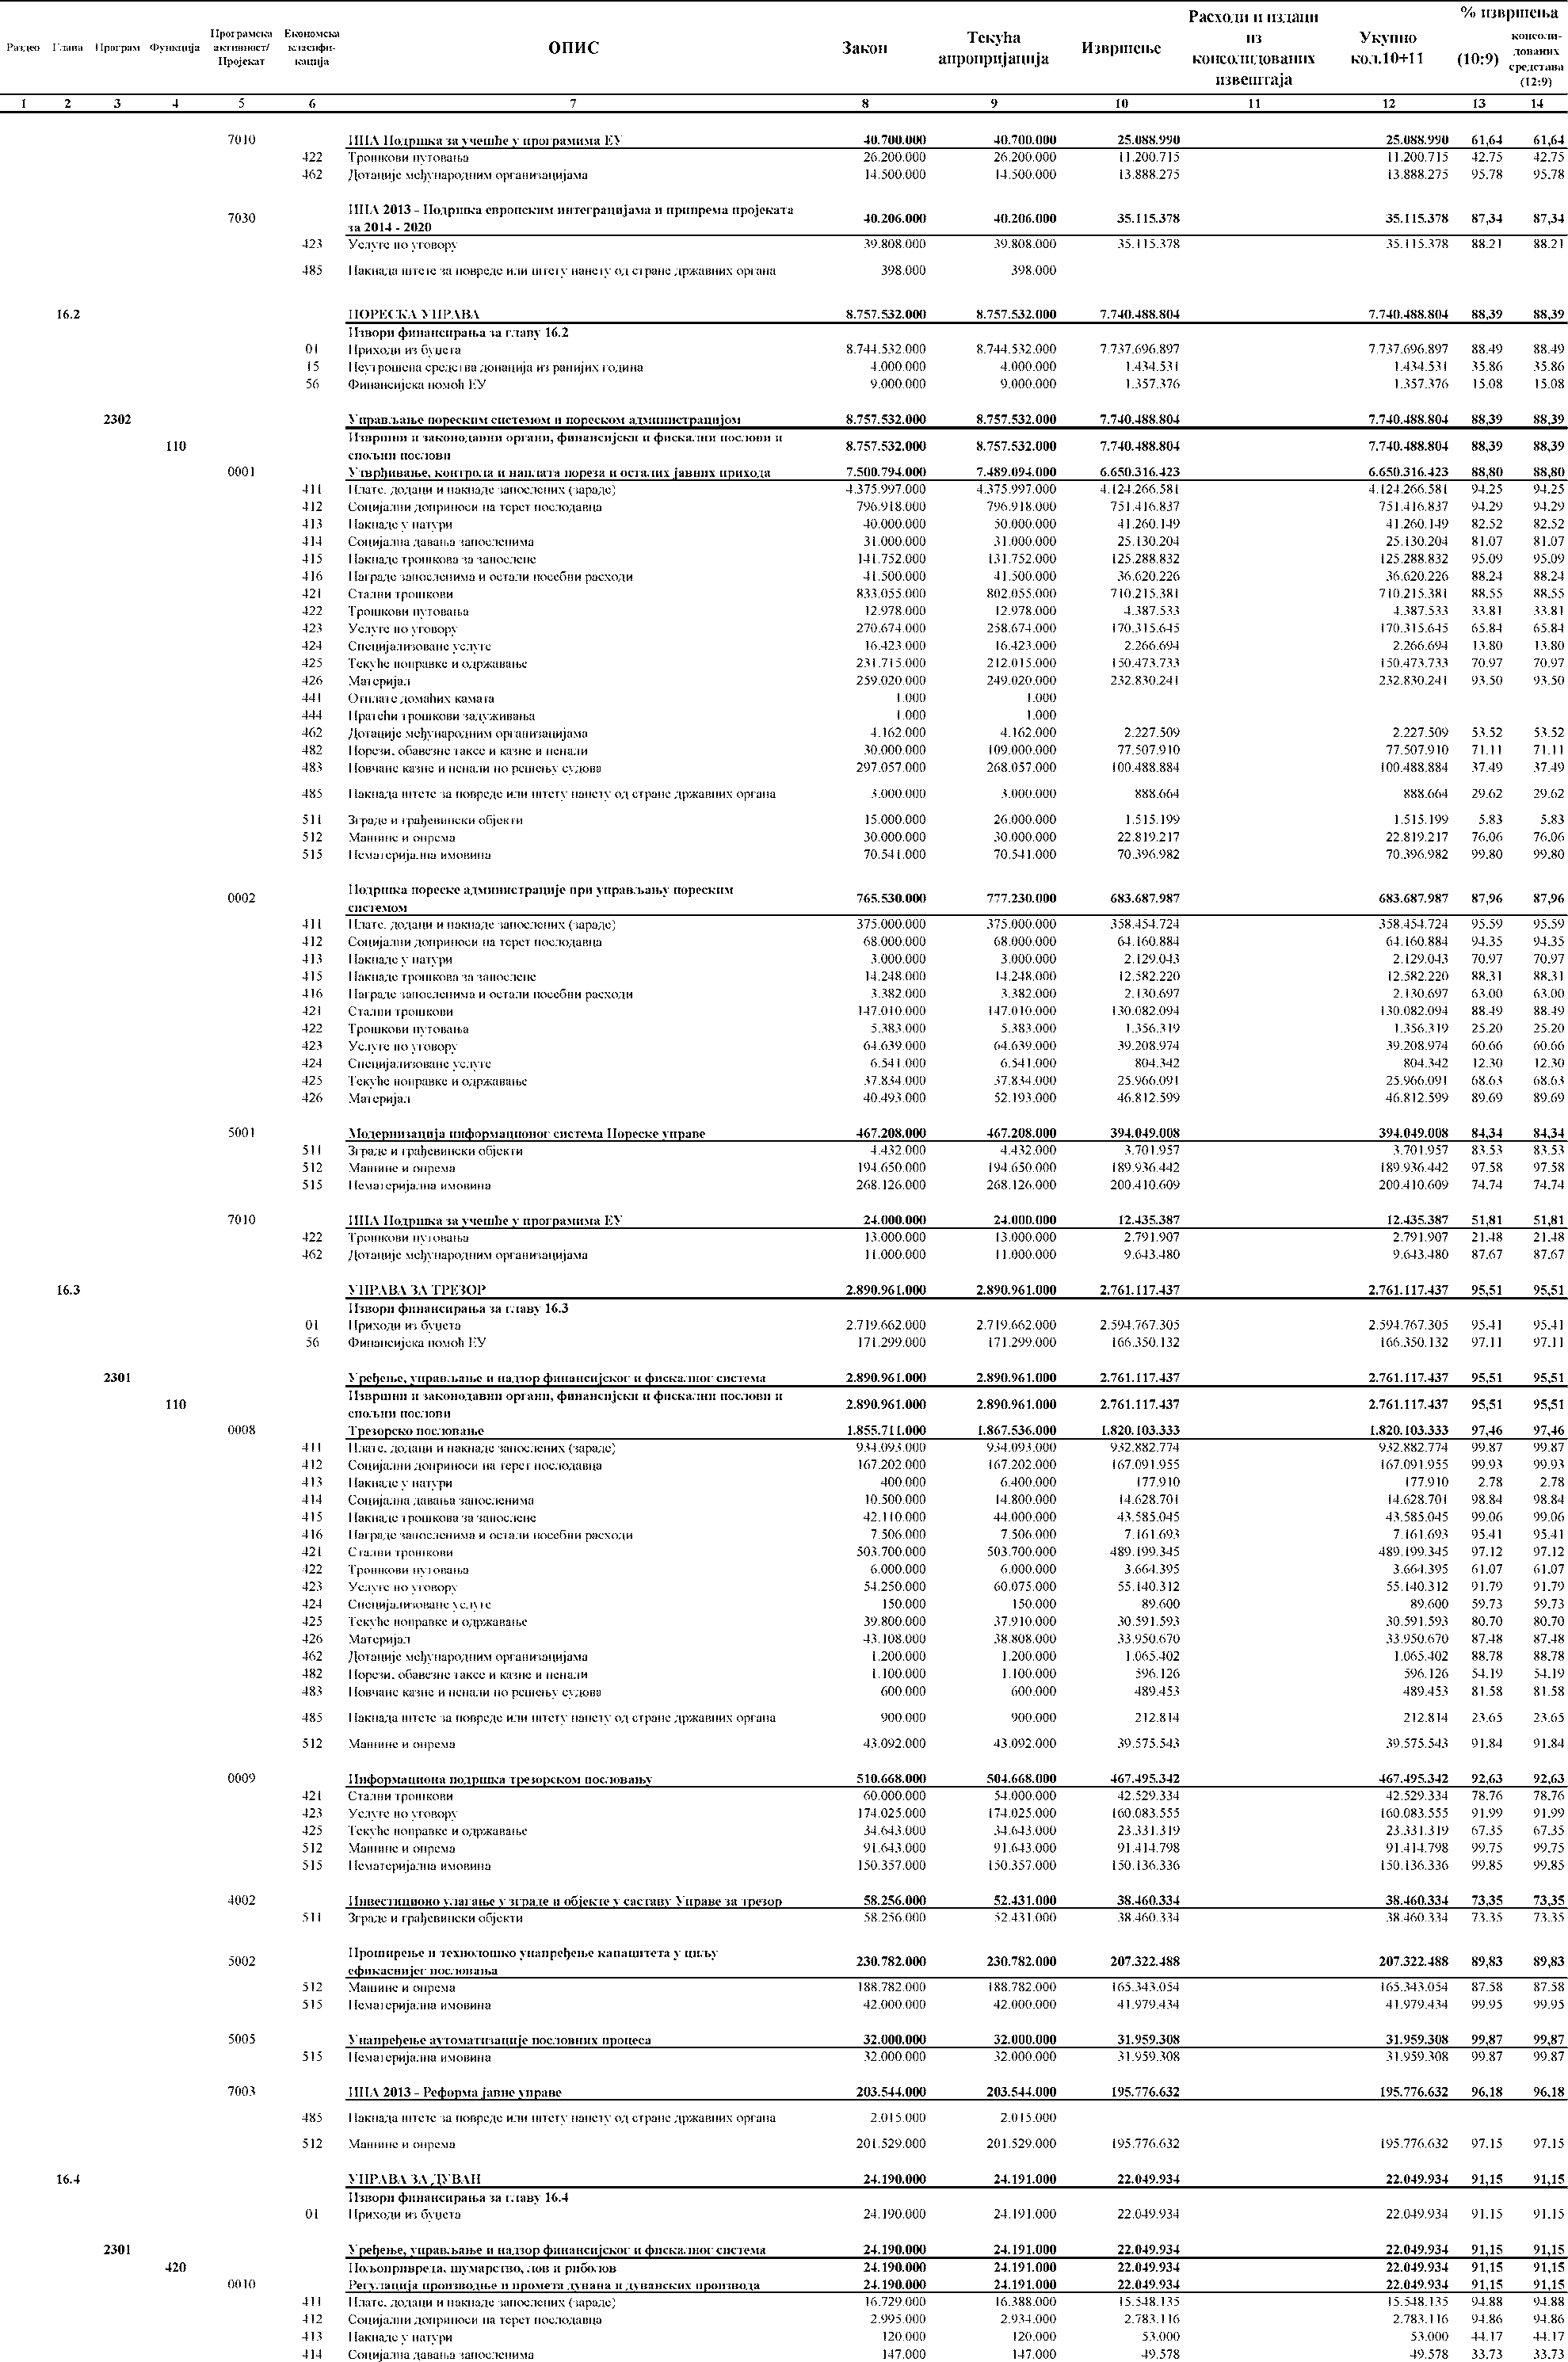 Раздео Глава Програм Функција Програмска активност/ Пројекат Економска класифи- кација ОПИС Закон Текућа апропријација Извршење Расходи и издаци из консолидованих извештаја Укупно кол.10+11 % извршења (10:9) консоли- дованих средстава (12:9)
1 2 3 4 5 6 7 8 9 10 11 12 13 14
7010 ИПА Подршка за учешће у програмима ЕУ 40.700.000 40.700.000 25.088.990 25.088.990 61,64 61,64
422 Трошкови путовања 26.200.000 26.200.000 11.200.715 11.200.715 42.75 42.75
462 Дотације међународним организацијама 14.500.000 14.500.000 13.888.275 13.888.275 95.78 95.78
7030 ИПА 2013 - Подршка европским интеграцијама и припрема пројеката за 2014 - 2020 40.206.000 40.206.000 35.115.378 35.115.378 87,34 87,34
423 Услуге по уговору 39.808.000 39.808.000 35.115.378 35.115.378 88.21 88.21
485 Накнада штете за повреде или штету нанету од стране државних органа 398.000 398.000
16.2 ПОРЕСКА УПРАВА 8.757.532.000 8.757.532.000 7.740.488.804 7.740.488.804 88,39 88,39
Извори финансирања за главу 16.2
01 Приходи из буџета 8.744.532.000 8.744.532.000 7.737.696.897 7.737.696.897 88.49 88.49
15 Неутрошена средства донација из ранијих година 4.000.000 4.000.000 1.434.531 1.434.531 35.86 35.86
56 Финансијска помоћ ЕУ 9.000.000 9.000.000 1.357.376 1.357.376 15.08 15.08
2302 Управљање пореским системом и пореском администрацијом 8.757.532.000 8.757.532.000 7.740.488.804 7.740.488.804 88,39 88,39
110 Извршни и законодавни органи, финансијски и фискални послови и спољни послови 8.757.532.000 8.757.532.000 7.740.488.804 7.740.488.804 88,39 88,39
0001 Утврђивање, контрола и наплата пореза и осталих јавних прихода 7.500.794.000 7.489.094.000 6.650.316.423 6.650.316.423 88,80 88,80
411 Плате, додаци и накнаде запослених (зараде) 4.375.997.000 4.375.997.000 4.124.266.581 4.124.266.581 94.25 94.25
412 Социјални доприноси на терет послодавца 796.918.000 796.918.000 751.416.837 751.416.837 94.29 94.29
413 Накнаде у натури 40.000.000 50.000.000 41.260.149 41.260.149 82.52 82.52
414 Социјална давања запосленима 31.000.000 31.000.000 25.130.204 25.130.204 81.07 81.07
415 Накнаде трошкова за запослене 141.752.000 131.752.000 125.288.832 125.288.832 95.09 95.09
416 Награде запосленима и остали посебни расходи 41.500.000 41.500.000 36.620.226 36.620.226 88.24 88.24
421 Стални трошкови 833.055.000 802.055.000 710.215.381 710.215.381 88.55 88.55
422 Трошкови путовања 12.978.000 12.978.000 4.387.533 4.387.533 33.81 33.81
423 Услуге по уговору 270.674.000 258.674.000 170.315.645 170.315.645 65.84 65.84
424 Специјализоване услуге 16.423.000 16.423.000 2.266.694 2.266.694 13.80 13.80
425 Текуће поправке и одржавање 231.715.000 212.015.000 150.473.733 150.473.733 70.97 70.97
426 Материјал 259.020.000 249.020.000 232.830.241 232.830.241 93.50 93.50
441 Отплате домаћих камата 1.000 1.000
444 Пратећи трошкови задуживања 1.000 1.000
462 Дотације међународним организацијама 4.162.000 4.162.000 2.227.509 2.227.509 53.52 53.52
482 Порези, обавезне таксе и казне и пенали 30.000.000 109.000.000 77.507.910 77.507.910 71.11 71.11
483 Новчане казне и пенали по решењу судова 297.057.000 268.057.000 100.488.884 100.488.884 37.49 37.49
485 Накнада штете за повреде или штету нанету од стране државних органа 3.000.000 3.000.000 888.664 888.664 29.62 29.62
511 Зграде и грађевински објекти 15.000.000 26.000.000 1.515.199 1.515.199 5.83 5.83
512 Машине и опрема 30.000.000 30.000.000 22.819.217 22.819.217 76.06 76.06
515 Нематеријална имовина 70.541.000 70.541.000 70.396.982 70.396.982 99.80 99.80
0002 Подршка пореске администрације при управљању пореским системом 765.530.000 777.230.000 683.687.987 683.687.987 87,96 87,96
411 Плате, додаци и накнаде запослених (зараде) 375.000.000 375.000.000 358.454.724 358.454.724 95.59 95.59
412 Социјални доприноси на терет послодавца 68.000.000 68.000.000 64.160.884 64.160.884 94.35 94.35
413 Накнаде у натури 3.000.000 3.000.000 2.129.043 2.129.043 70.97 70.97
415 Накнаде трошкова за запослене 14.248.000 14.248.000 12.582.220 12.582.220 88.31 88.31
416 Награде запосленима и остали посебни расходи 3.382.000 3.382.000 2.130.697 2.130.697 63.00 63.00
421 Стални трошкови 147.010.000 147.010.000 130.082.094 130.082.094 88.49 88.49
422 Трошкови путовања 5.383.000 5.383.000 1.356.319 1.356.319 25.20 25.20
423 Услуге по уговору 64.639.000 64.639.000 39.208.974 39.208.974 60.66 60.66
424 Специјализоване услуге 6.541.000 6.541.000 804.342 804.342 12.30 12.30
425 Текуће поправке и одржавање 37.834.000 37.834.000 25.966.091 25.966.091 68.63 68.63
426 Материјал 40.493.000 52.193.000 46.812.599 46.812.599 89.69 89.69
5001 Модернизација информационог система Пореске управе 467.208.000 467.208.000 394.049.008 394.049.008 84,34 84,34
511 Зграде и грађевински објекти 4.432.000 4.432.000 3.701.957 3.701.957 83.53 83.53
512 Машине и опрема 194.650.000 194.650.000 189.936.442 189.936.442 97.58 97.58
515 Нематеријална имовина 268.126.000 268.126.000 200.410.609 200.410.609 74.74 74.74
7010 ИПА Подршка за учешће у програмима ЕУ 24.000.000 24.000.000 12.435.387 12.435.387 51,81 51,81
422 Трошкови путовања 13.000.000 13.000.000 2.791.907 2.791.907 21.48 21.48
462 Дотације међународним организацијама 11.000.000 11.000.000 9.643.480 9.643.480 87.67 87.67
16.3 УПРАВА ЗА ТРЕЗОР 2.890.961.000 2.890.961.000 2.761.117.437 2.761.117.437 95,51 95,51
Извори финансирања за главу 16.3
01 Приходи из буџета 2.719.662.000 2.719.662.000 2.594.767.305 2.594.767.305 95.41 95.41
56 Финансијска помоћ ЕУ 171.299.000 171.299.000 166.350.132 166.350.132 97.11 97.11
2301 Уређење, управљање и надзор финансијског и фискалног система 2.890.961.000 2.890.961.000 2.761.117.437 2.761.117.437 95,51 95,51
110 Извршни и законодавни органи, финансијски и фискални послови и спољни послови 2.890.961.000 2.890.961.000 2.761.117.437 2.761.117.437 95,51 95,51
0008 Трезорско пословање 1.855.711.000 1.867.536.000 1.820.103.333 1.820.103.333 97,46 97,46
411 Плате, додаци и накнаде запослених (зараде) 934.093.000 934.093.000 932.882.774 932.882.774 99.87 99.87
412 Социјални доприноси на терет послодавца 167.202.000 167.202.000 167.091.955 167.091.955 99.93 99.93
413 Накнаде у натури 400.000 6.400.000 177.910 177.910 2.78 2.78
414 Социјална давања запосленима 10.500.000 14.800.000 14.628.701 14.628.701 98.84 98.84
415 Накнаде трошкова за запослене 42.110.000 44.000.000 43.585.045 43.585.045 99.06 99.06
416 Награде запосленима и остали посебни расходи 7.506.000 7.506.000 7.161.693 7.161.693 95.41 95.41
421 Стални трошкови 503.700.000 503.700.000 489.199.345 489.199.345 97.12 97.12
422 Трошкови путовања 6.000.000 6.000.000 3.664.395 3.664.395 61.07 61.07
423 Услуге по уговору 54.250.000 60.075.000 55.140.312 55.140.312 91.79 91.79
424 Специјализоване услуге 150.000 150.000 89.600 89.600 59.73 59.73
425 Текуће поправке и одржавање 39.800.000 37.910.000 30.591.593 30.591.593 80.70 80.70
426 Материјал 43.108.000 38.808.000 33.950.670 33.950.670 87.48 87.48
462 Дотације међународним организацијама 1.200.000 1.200.000 1.065.402 1.065.402 88.78 88.78
482 Порези, обавезне таксе и казне и пенали 1.100.000 1.100.000 596.126 596.126 54.19 54.19
483 Новчане казне и пенали по решењу судова 600.000 600.000 489.453 489.453 81.58 81.58
485 Накнада штете за повреде или штету нанету од стране државних органа 900.000 900.000 212.814 212.814 23.65 23.65
512 Машине и опрема 43.092.000 43.092.000 39.575.543 39.575.543 91.84 91.84
0009 Информациона подршка трезорском пословању 510.668.000 504.668.000 467.495.342 467.495.342 92,63 92,63
421 Стални трошкови 60.000.000 54.000.000 42.529.334 42.529.334 78.76 78.76
423 Услуге по уговору 174.025.000 174.025.000 160.083.555 160.083.555 91.99 91.99
425 Текуће поправке и одржавање 34.643.000 34.643.000 23.331.319 23.331.319 67.35 67.35
512 Машине и опрема 91.643.000 91.643.000 91.414.798 91.414.798 99.75 99.75
515 Нематеријална имовина 150.357.000 150.357.000 150.136.336 150.136.336 99.85 99.85
4002 Инвестиционо улагање у зграде и објекте у саставу Управе за трезор 58.256.000 52.431.000 38.460.334 38.460.334 73,35 73,35
511 Зграде и грађевински објекти 58.256.000 52.431.000 38.460.334 38.460.334 73.35 73.35
5002 Проширење и технолошко унапређење капацитета у циљу ефикаснијег пословања 230.782.000 230.782.000 207.322.488 207.322.488 89,83 89,83
512 Машине и опрема 188.782.000 188.782.000 165.343.054 165.343.054 87.58 87.58
515 Нематеријална имовина 42.000.000 42.000.000 41.979.434 41.979.434 99.95 99.95
5005 Унапређење аутоматизације пословних процеса 32.000.000 32.000.000 31.959.308 31.959.308 99,87 99,87
515 Нематеријална имовина 32.000.000 32.000.000 31.959.308 31.959.308 99.87 99.87
7003 ИПА 2013 - Реформа јавне управе 203.544.000 203.544.000 195.776.632 195.776.632 96,18 96,18
485 Накнада штете за повреде или штету нанету од стране државних органа 2.015.000 2.015.000
512 Машине и опрема 201.529.000 201.529.000 195.776.632 195.776.632 97.15 97.15
16.4 УПРАВА ЗА ДУВАН 24.190.000 24.191.000 22.049.934 22.049.934 91,15 91,15
Извори финансирања за главу 16.4
01 Приходи из буџета 24.190.000 24.191.000 22.049.934 22.049.934 91.15 91.15
2301 Уређење, управљање и надзор финансијског и фискалног система 24.190.000 24.191.000 22.049.934 22.049.934 91,15 91,15
420 Пољопривреда, шумарство, лов и риболов 24.190.000 24.191.000 22.049.934 22.049.934 91,15 91,15
0010 Регулација производње и промета дувана и дуванских производа 24.190.000 24.191.000 22.049.934 22.049.934 91,15 91,15
411 Плате, додаци и накнаде запослених (зараде) 16.729.000 16.388.000 15.548.135 15.548.135 94.88 94.88
412 Социјални доприноси на терет послодавца 2.995.000 2.934.000 2.783.116 2.783.116 94.86 94.86
413 Накнаде у натури 120.000 120.000 53.000 53.000 44.17 44.17
414 Социјална давања запосленима 147.000 147.000 49.578 49.578 33.73 33.73